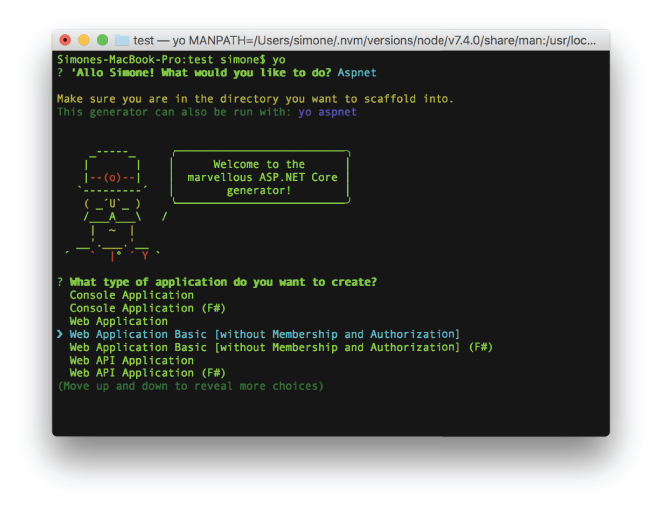 test — yo MANPATH=/Users/simone/.nvm/versions/node/v7.4.0/share/man:/usr/loc...
Simones-MacBook-Pro:test simone$ yo
? 'Allo Simone! What would you like to do? Aspnet
Make sure you are in the directory you want to scaffold into.
This generator can also be run with: yo aspnet
Welcome to the
marvellous ASP.NET Core
generator!
? What type of application do you want to create?
Console Application
Console Application (F#)
Web Application
❯ Web Application Basic [without Membership and Authorization]
Web Application Basic [without Membership and Authorization] (F#)
Web API Application
Web API Application (F#)
(Move up and down to reveal more choices)